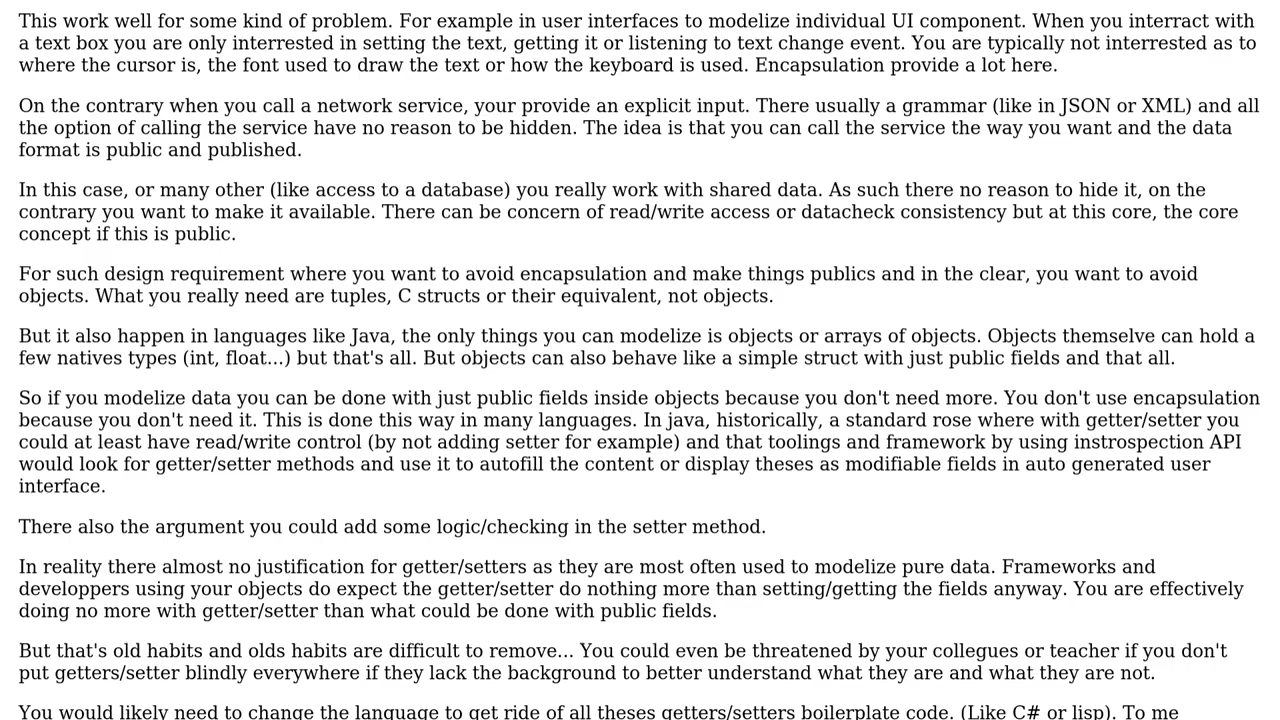 This work well for some kind of problem. For example in user interfaces to modelize individual UI component. When you interract with
a text box you are only interrested in setting the text, getting it or listening to text change event. You are typically not interrested as to
where the cursor is, the font used to draw the text or how the keyboard is used. Encapsulation provide a lot here.
On the contrary when you call a network service, your provide an explicit input. There usually a grammar (like in JSON or XML) and all
the option of calling the service have no reason to be hidden. The idea is that you can call the service the way you want and the data
format is public and published.
In this case, or many other (like access to a database) you really work with shared data. As such there no reason to hide it, on the
contrary you want to make it available. There can be concern of read/write access or datacheck consistency but at this core, the core
concept if this is public.
For such design requirement where you want to avoid encapsulation and make things publics and in the clear, you want to avoid
objects. What you really need are tuples, C structs or their equivalent, not objects.
But it also happen in languages like Java, the only things you can modelize is objects or arrays of objects. Objects themselve can hold a
few natives types (int, float...) but that's all. But objects can also behave like a simple struct with just public fields and that all.
So if you modelize data you can be done with just public fields inside objects because you don't need more. You don't use encapsulation
because you don't need it. This is done this way in many languages. In java, historically, a standard rose where with getter/setter you
could at least have read/write control (by not adding setter for example) and that toolings and framework by using instrospection API
would look for getter/setter methods and use it to autofill the content or display theses as modifiable fields in auto generated user
interface.
There also the argument you could add some logic/checking in the setter method.
In reality there almost no justification for getter/setters as they are most often used to modelize pure data. Frameworks and
developpers using your objects do expect the getter/setter do nothing more than setting/getting the fields anyway. You are effectively
doing no more with getter/setter than what could be done with public fields.
But that's old habits and olds habits are difficult to remove... You could even be threatened by your collegues or teacher if you don't
put getters/setter blindly everywhere if they lack the background to better understand what they are and what they are not.
You would likely need to change the language to get ride of all theses getters/setters boilerplate code. (Like C# or lisp). To me